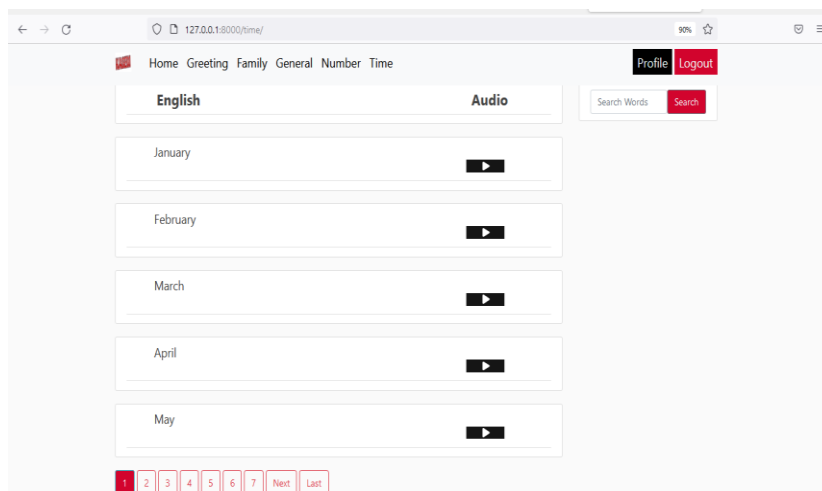 127.0.0.1:8000/time/ 90%
Home Greeting Family General Number Time Profile Logout
English Audio
Search Words Search
January
February
March
April
May
1 2 3 4 5 6 7 Next Last